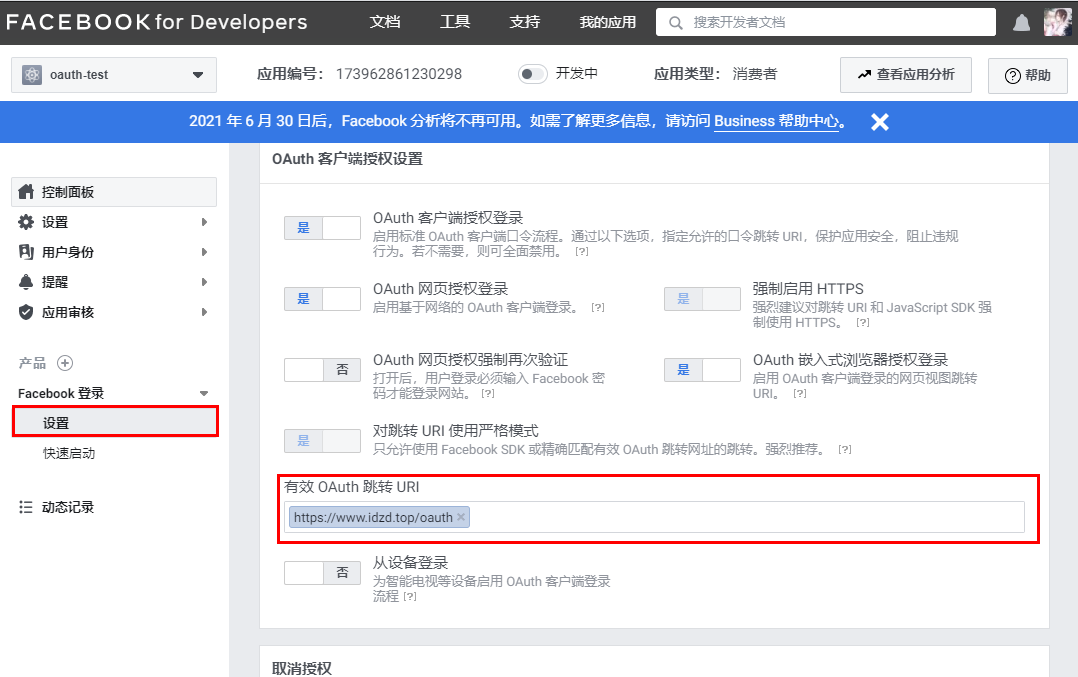 FACEBOOK for Developers 文档 工具 支持 我的应用 搜索开发者文档
oauth-test 应用编号： 173962861230298 开发中 应用类型： 消费者 查看应用分析 帮助
2021 年 6 月 30 日后，Facebook 分析将不再可用。如需了解更多信息，请访问 Business 帮助中心。
控制面板
设置
用户身份
提醒
应用审核
产品
Facebook 登录
设置
快速启动
动态记录
OAuth 客户端授权设置
是
OAuth 客户端授权登录
启用标准 OAuth 客户端口令流程。通过以下选项，指定允许的口令跳转 URI，保护应用安全，阻止违规
行为。若不需要，则可全面禁用。 [?]
是
OAuth 网页授权登录
启用基于网络的 OAuth 客户端登录。 [?]
是
强制启用 HTTPS
强烈建议对跳转 URI 和 JavaScript SDK 强
制使用 HTTPS。 [?]
否
OAuth 网页授权强制再次验证
打开后，用户登录必须输入 Facebook 密
码才能登录网站。 [?]
是
OAuth 嵌入式浏览器授权登录
启用 OAuth 客户端登录的网页视图跳转
URI。 [?]
是
对跳转 URI 使用严格模式
只允许使用 Facebook SDK 或精确匹配有效 OAuth 跳转网址的跳转。强烈推荐。 [?]
有效 OAuth 跳转 URI
https://www.idzd.top/oauth ×
否
从设备登录
为智能电视等设备启用 OAuth 客户端登录
流程 [?]
取消授权